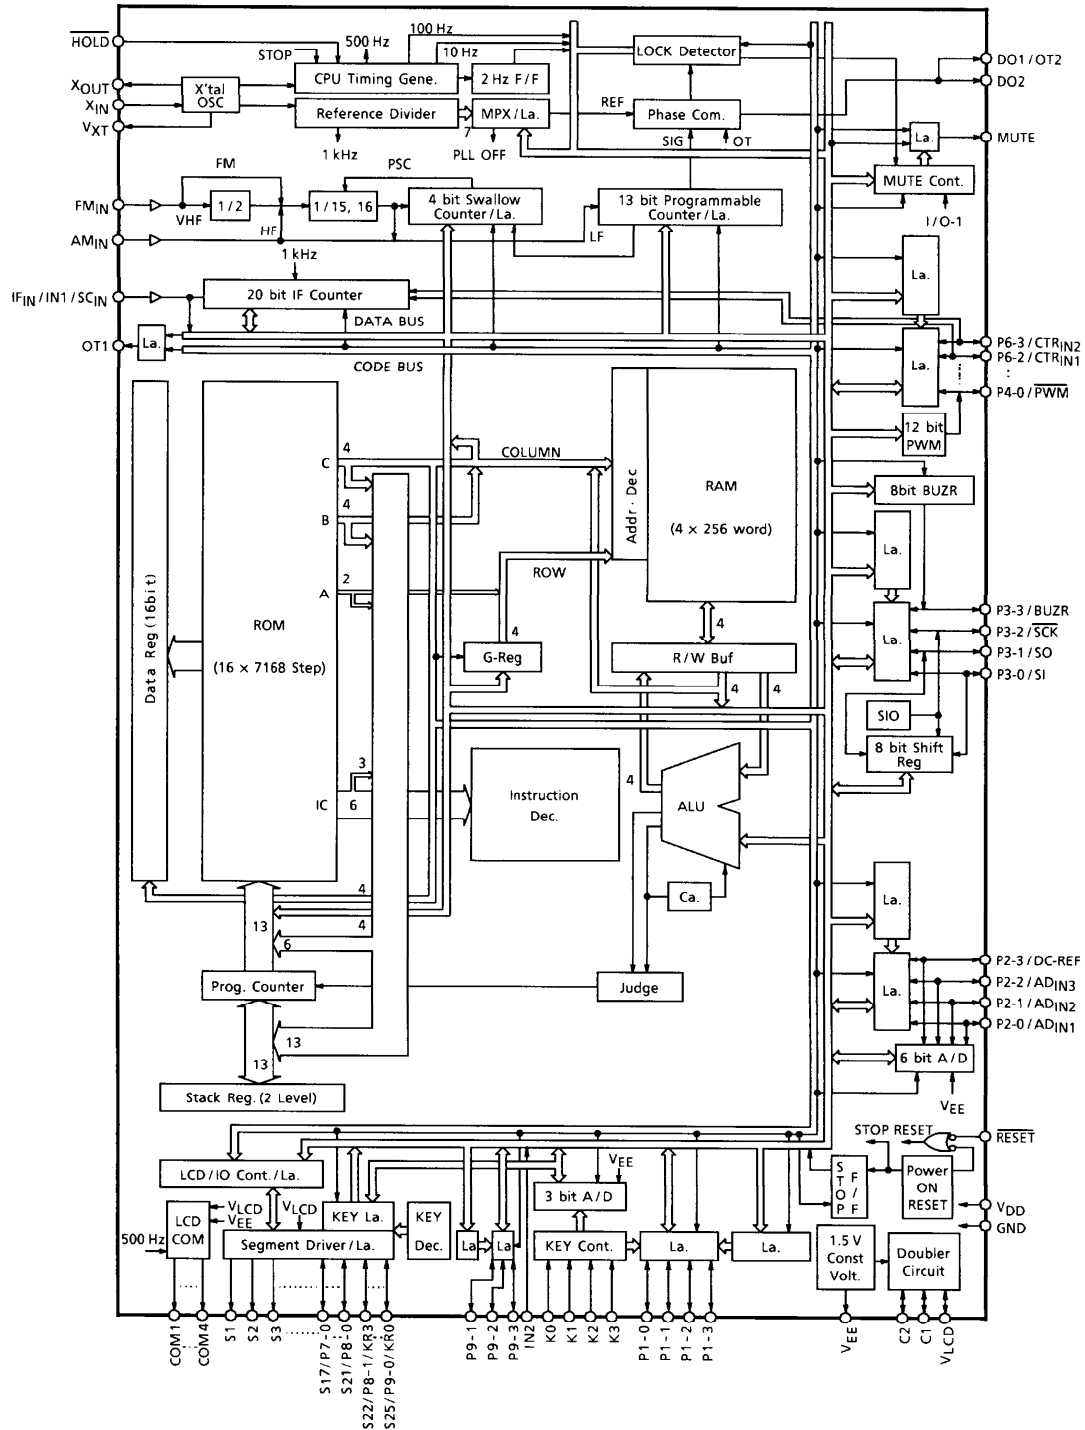 HOLD
STOP
500 Hz
100 Hz
10 Hz
CPU Timing Gene.
2 Hz F/F
LOCK Detector
DO1/OT2
DO2
XOUT
X'tal
OSC
XIN
VXT
Reference Divider
7
MPX/La.
REF
Phase Com.
SIG
OT
1 kHz
PLL OFF
La.
MUTE
MUTE Cont.
I/O-1
FM
PSC
FMIN
VHF
1/2
HF
1/15, 16
4 bit Swallow
Counter/La.
13 bit Programmable
Counter/La.
LF
AMIN
1 kHz
IFIN/IN1/SCIN
20 bit IF Counter
DATA BUS
OT1
La.
CODE BUS
La.
La.
P6-3/CTRIN2
P6-2/CTRIN1
P4-0/PWM
12 bit
PWM
8bit BUZR
Data Reg (16bit)
ROM
(16 × 7168 Step)
4
C
4
B
2
A
3
IC
6
COLUMN
ROW
4
G-Reg
Addr. Dec
RAM
(4 × 256 word)
4
R/W Buf
4
4
La.
La.
P3-3/BUZR
P3-2/SCK
P3-1/SO
P3-0/SI
SIO
8 bit Shift
Reg
Instruction
Dec.
4
ALU
Ca.
Judge
4
13
4
6
Prog. Counter
13
13
Stack Reg. (2 Level)
La.
La.
P2-3/DC-REF
P2-2/ADIN3
P2-1/ADIN2
P2-0/ADIN1
6 bit A/D
VEE
STOP RESET
RESET
STOP
F/F
Power
ON
RESET
VDD
GND
LCD/IO Cont./La.
LCD
COM
VLCD
VEE
VLCD
500 Hz
Segment Driver/La.
KEY La.
KEY
Dec.
La
La
VEE
3 bit A/D
KEY Cont.
La.
La.
1.5 V
Const
Volt.
Doubler
Circuit
COM1
COM4
S1
S2
S3
S17/P7-0
S21/P8-0
S22/P8-1/KR3
S25/P9-0/KR0
P9-1
P9-2
P9-3
IN2
K0
K1
K2
K3
P1-0
P1-1
P1-2
P1-3
VEE
C2
C1
VLCD